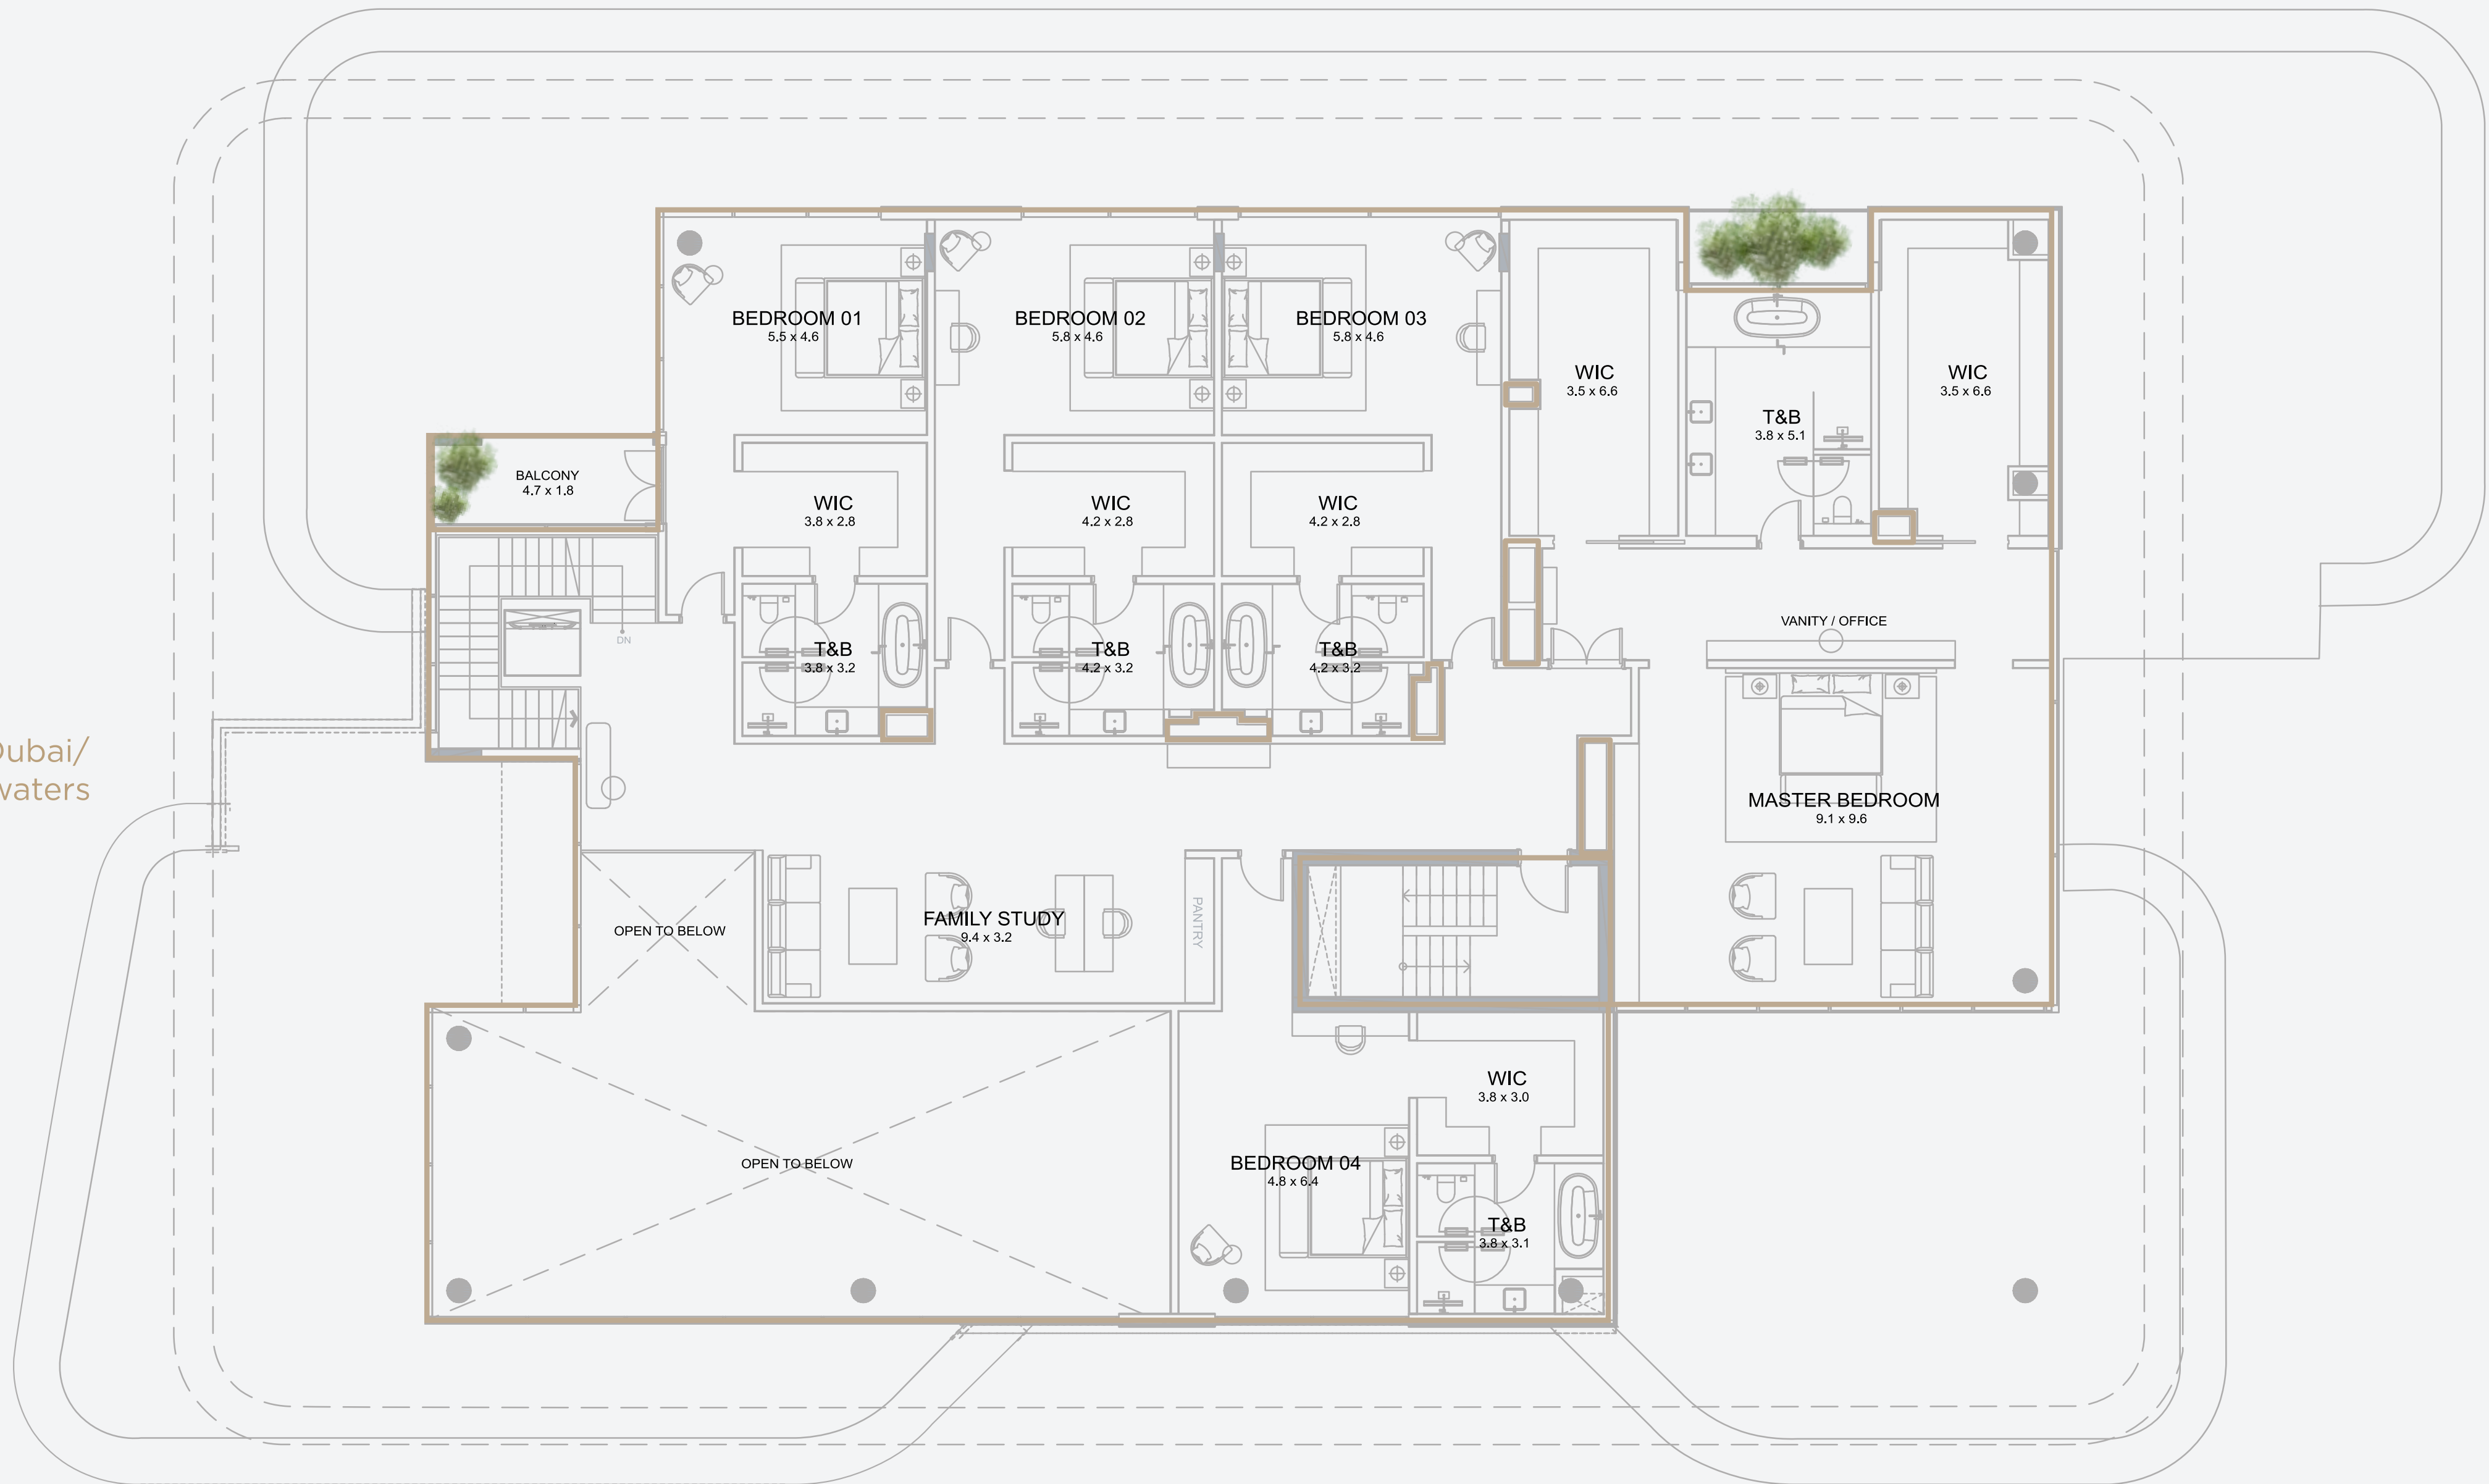 BEDROOM 01
5.5 x 4.6
BEDROOM 02
5.8 x 4.6
BEDROOM 03
5.8 x 4.6
WIC
3.5 x 6.6
T&B
3.8 x 5.1
WIC
3.5 x 6.6
BALCONY
4.7 x 1.8
WIC
3.8 x 2.8
WIC
4.2 x 2.8
WIC
4.2 x 2.8
DN
T&B
3.8 x 3.2
T&B
4.2 x 3.2
T&B
4.2 x 3.2
VANITY / OFFICE
Dubai/
waters
MASTER BEDROOM
9.1 x 9.6
OPEN TO BELOW
FAMILY STUDY
9.4 x 3.2
PANTRY
OPEN TO BELOW
WIC
3.8 x 3.0
BEDROOM 04
4.8 x 6.4
T&B
3.8 x 3.1